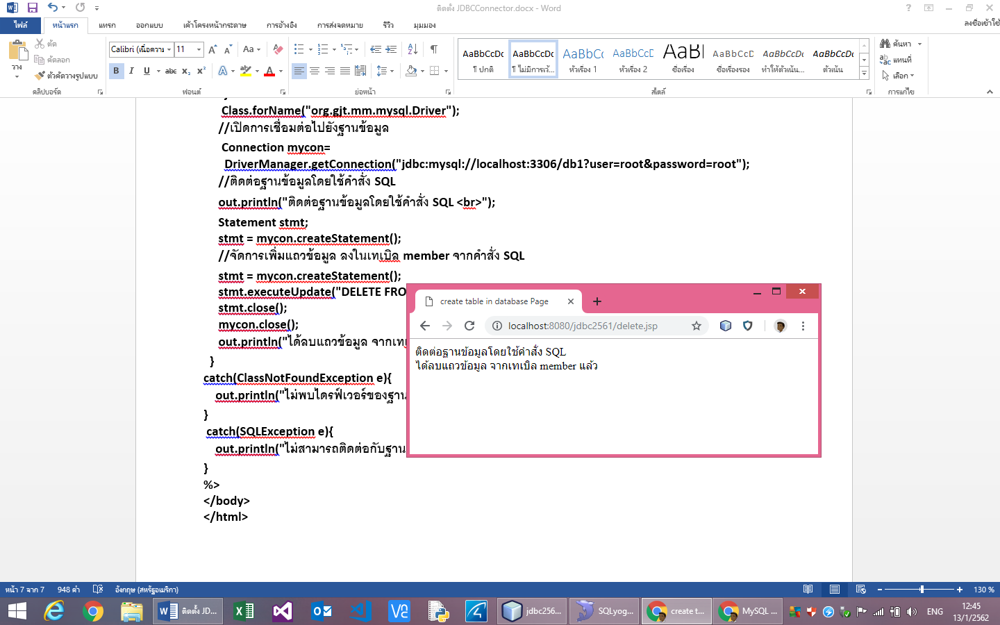 ติดตั้ง JDBCConnector.docx - Word
ไฟล์ หน้าแรก แทรก ออกแบบ เค้าโครงหน้ากระดาษ การอ้างอิง การส่งจดหมาย รีวิว มุมมอง ลงชื่อเข้าใช้
วาง
ตัด
คัดลอก
ตัวคัดวางรูปแบบ
คลิปบอร์ด
Calibri (เนื้อความ 11
ฟอนต์
ย่อหน้า
AaBbCcDc AaBbCcDc AaBbCc AaBbCcD AaBl AaBbCcD AaBbCcDc AaBbCcDc
¶ ปกติ ¶ ไม่มีการเว้... หัวเรื่อง 1 หัวเรื่อง 2 ชื่อเรื่อง ชื่อเรื่องรอง ทำให้ตัวเน้น... ตัวเน้น
สไตล์
ค้นหา
แทนที่
เลือก
การแก้ไข
Class.forName("org.gjt.mm.mysql.Driver");
//เปิดการเชื่อมต่อไปยังฐานข้อมูล
Connection mycon=
DriverManager.getConnection("jdbc:mysql://localhost:3306/db1?user=root&password=root");
//ติดต่อฐานข้อมูลโดยใช้คำสั่ง SQL
out.println("ติดต่อฐานข้อมูลโดยใช้คำสั่ง SQL <br>");
Statement stmt;
stmt = mycon.createStatement();
//จัดการเพิ่มแถวข้อมูล ลงในเทเบิล member จากคำสั่ง SQL
stmt = mycon.createStatement();
stmt.executeUpdate("DELETE FRO
stmt.close();
mycon.close();
out.println("ได้ลบแถวข้อมูล จากเทเ
}
catch(ClassNotFoundException e){
out.println("ไม่พบไดรฟ์เวอร์ของฐาน
}
catch(SQLException e){
out.println("ไม่สามารถติดต่อกับฐาน
}
%>
</body>
</html>
create table in database Page
localhost:8080/jdbc2561/delete.jsp
ติดต่อฐานข้อมูลโดยใช้คำสั่ง SQL
ได้ลบแถวข้อมูล จากเทเบิล member แล้ว
หน้า 7 จาก 7 948 คำ อังกฤษ (สหรัฐอเมริกา) 130 %
ติดตั้ง JD... jdbc256... SQLyog... create t... MySQL ... ENG
12:45
13/1/2562